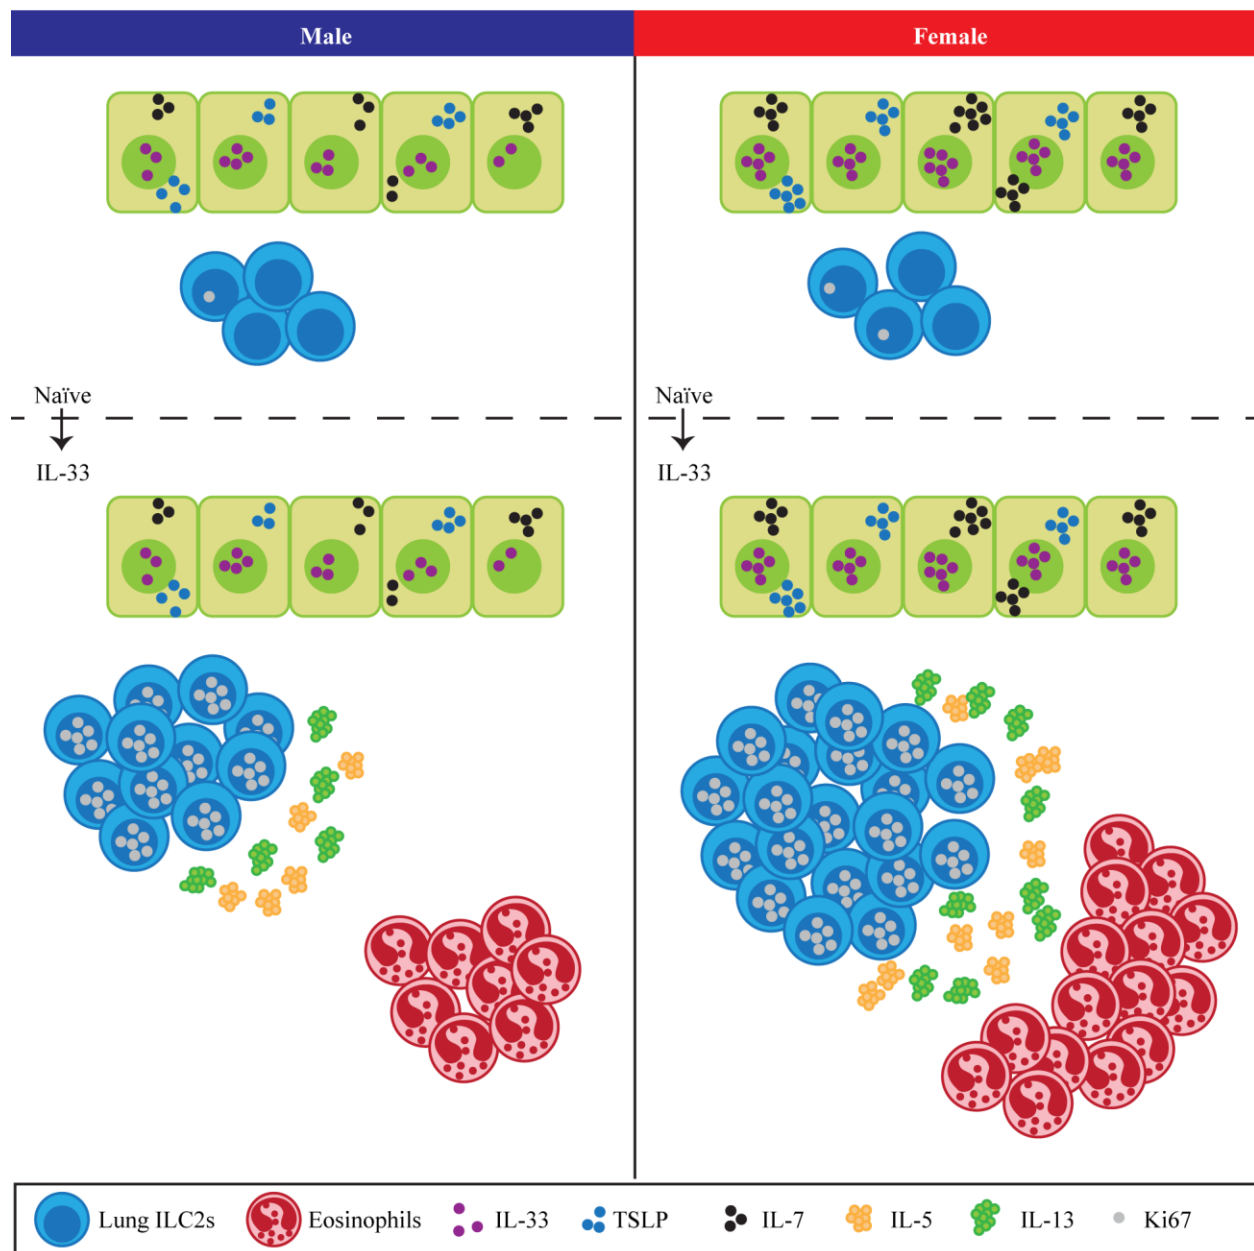 Male
Female
Naïve
IL-33
Naïve
IL-33
Lung ILC2s Eosinophils IL-33 TSLP IL-7 IL-5 IL-13 Ki67